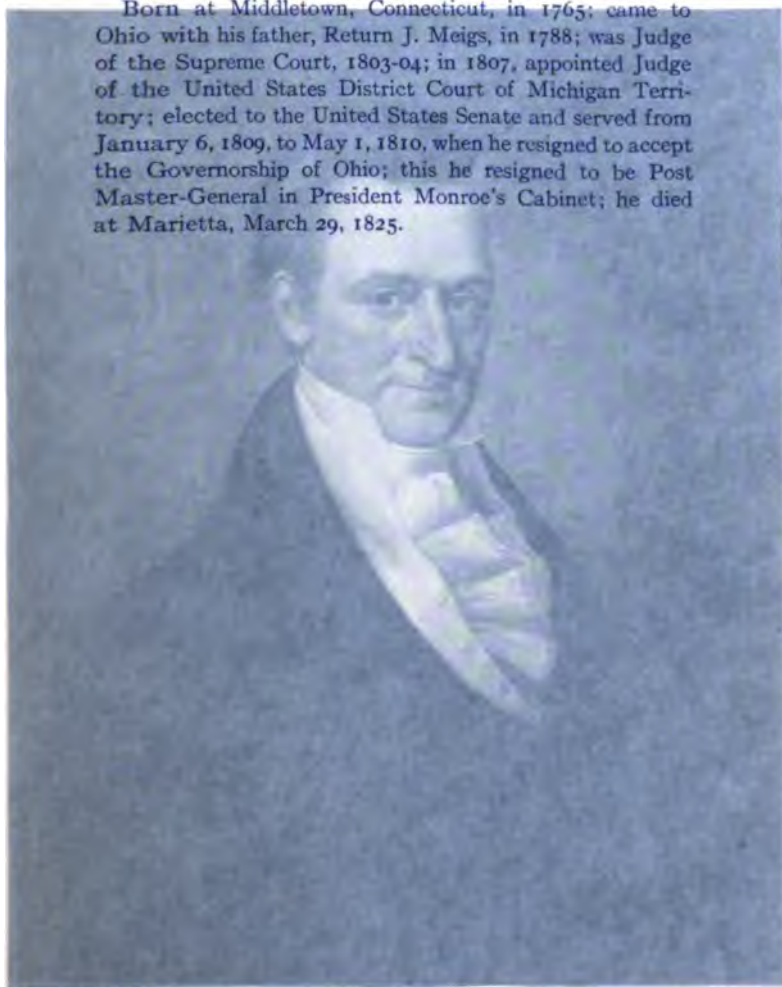 Born at Middletown, Connecticut, in 1765; came to
Ohio with his father, Return J. Meigs, in 1788; was Judge
of the Supreme Court, 1803-04; in 1807, appointed Judge
of the United States District Court of Michigan Terri-
tory; elected to the United States Senate and served from
January 6, 1809, to May 1, 1810, when he resigned to accept
the Governorship of Ohio; this he resigned to be Post
Master-General in President Monroe's Cabinet; he died
at Marietta, March 29, 1825.